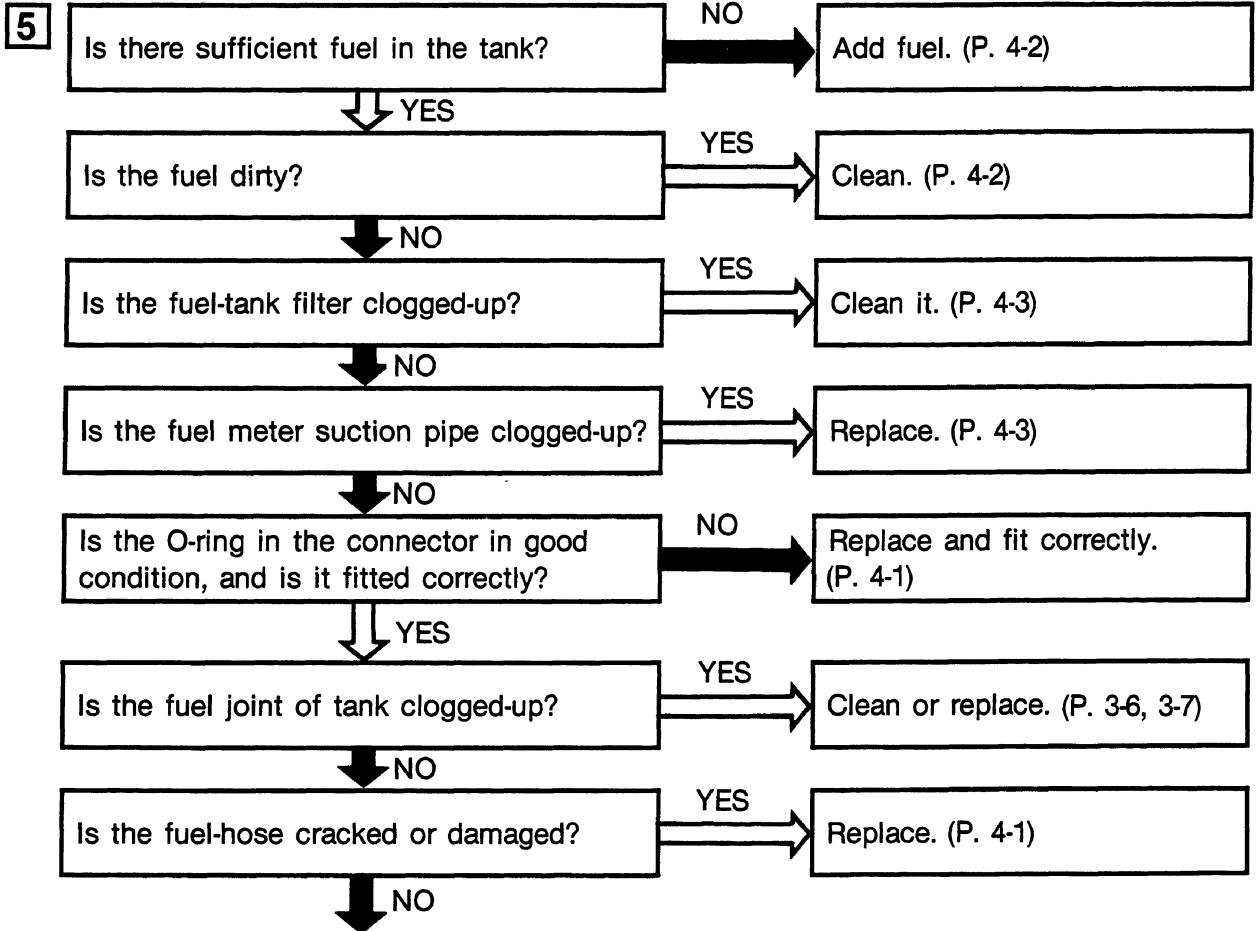 5
Is there sufficient fuel in the tank?
NO
Add fuel. (P. 4-2)
YES
Is the fuel dirty?
YES
Clean. (P. 4-2)
NO
Is the fuel-tank filter clogged-up?
YES
Clean it. (P. 4-3)
NO
Is the fuel meter suction pipe clogged-up?
YES
Replace. (P. 4-3)
NO
Is the O-ring in the connector in good
condition, and is it fitted correctly?
NO
Replace and fit correctly.
(P. 4-1)
YES
Is the fuel joint of tank clogged-up?
YES
Clean or replace. (P. 3-6, 3-7)
NO
Is the fuel-hose cracked or damaged?
YES
Replace. (P. 4-1)
NO